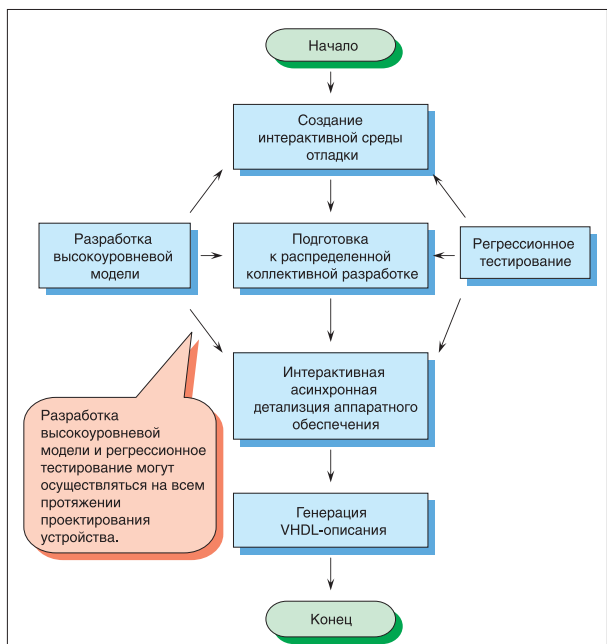 Начало
Создание
интерактивной среды
отладки
Разработка
высокоуровневой
модели
Подготовка
к распределенной
коллективной разработке
Регрессионное
тестирование
Интерактивная
асинхронная
детализция аппаратного
обеспечения
Разработка
высокоуровневой
модели и регрессионное
тестирование могут
осуществляться на всем
протяжении
проектирования
устройства.
Генерация
VHDL-описания
Конец